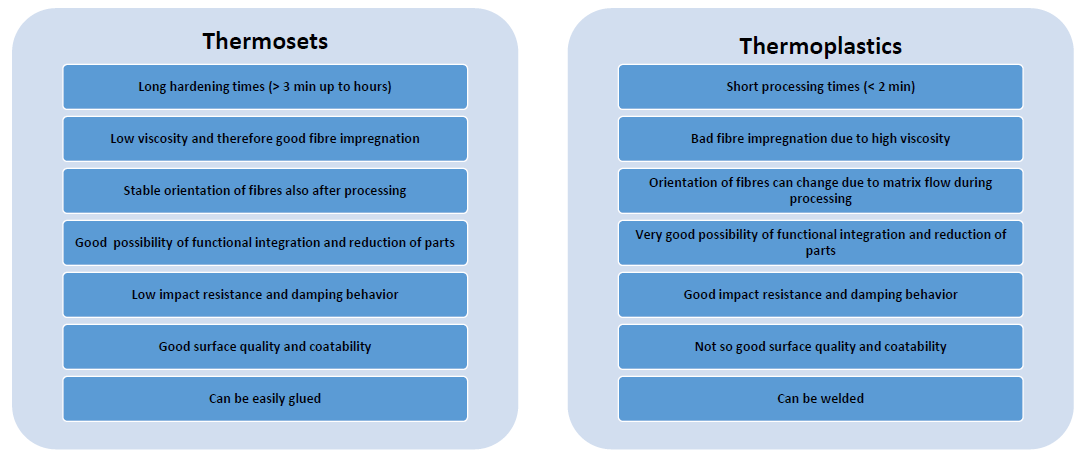 Thermosets
Long hardening times (> 3 min up to hours)
Low viscosity and therefore good fibre impregnation
Stable orientation of fibres also after processing
Good  possibility of functional integration and reduction of parts
Low impact resistance and damping behavior
Good surface quality and coatability
Can be easily glued
Thermoplastics
Short processing times (< 2 min)
Bad fibre impregnation due to high viscosity
Orientation of fibres can change due to matrix flow during
processing
Very good possibility of functional integration and reduction of
parts
Good impact resistance and damping behavior
Not so good surface quality and coatability
Can be welded